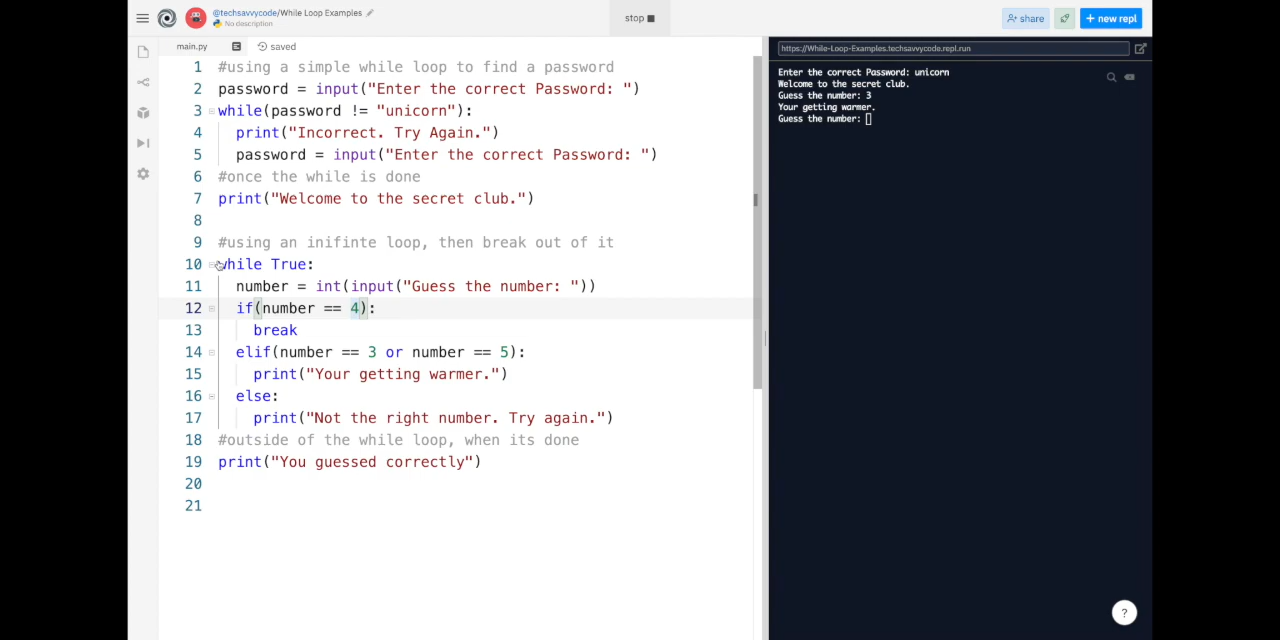 @techsavvycode/While Loop Examples
No description
stop
share
+ new repl
main.py
saved
https://While-Loop-Examples.techsavvycode.repl.run
1 #using a simple while loop to find a password
2 password = input("Enter the correct Password: ")
3 while(password != "unicorn"):
4 print("Incorrect. Try Again.")
5 password = input("Enter the correct Password: ")
6 #once the while is done
7 print("Welcome to the secret club.")
8
9 #using an inifinte loop, then break out of it
10 while True:
11 number = int(input("Guess the number: "))
12 if(number == 4):
13 break
14 elif(number == 3 or number == 5):
15 print("Your getting warmer.")
16 else:
17 print("Not the right number. Try again.")
18 #outside of the while loop, when its done
19 print("You guessed correctly")
20
21
Enter the correct Password: unicorn
Welcome to the secret club.
Guess the number: 3
Your getting warmer.
Guess the number:
?